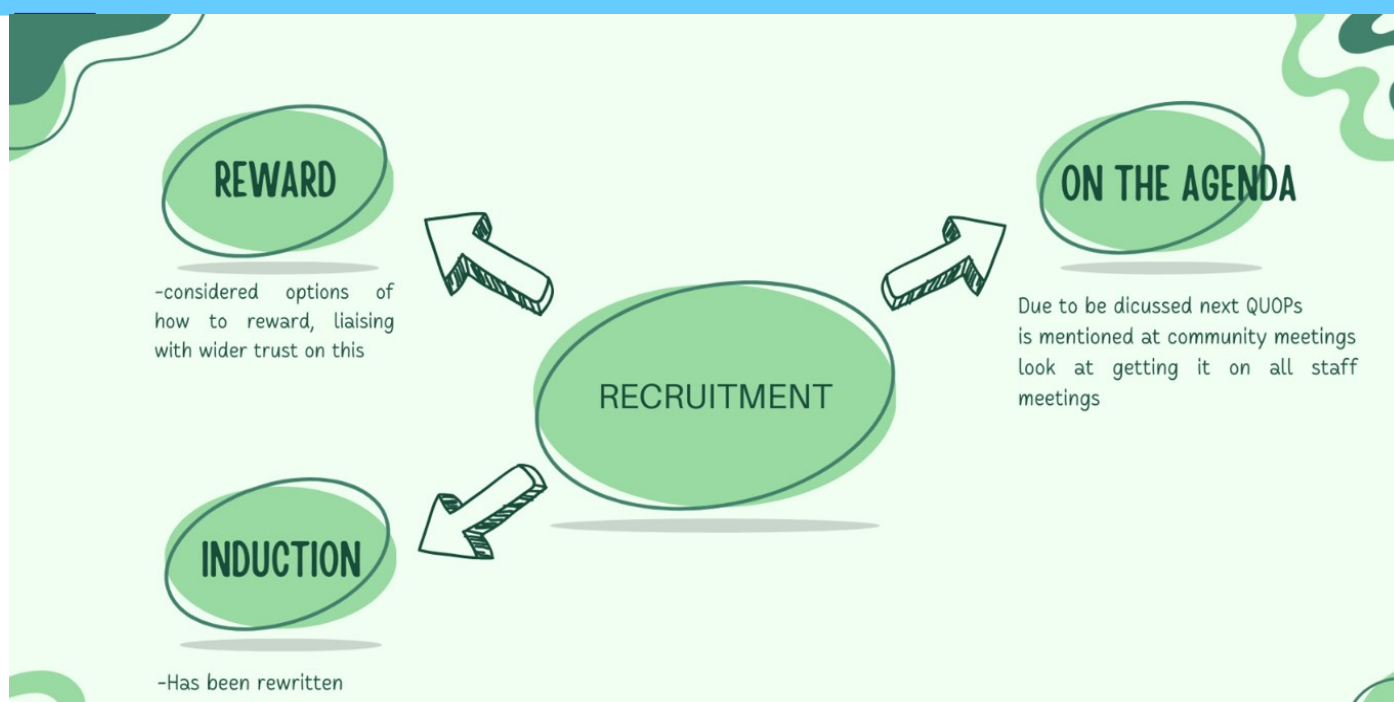 REWARD
-considered options of
how to reward, liaising
with wider trust on this
ON THE AGENDA
Due to be dicussed next QUOPs
is mentioned at community meetings
look at getting it on all staff
meetings
RECRUITMENT
INDUCTION
-Has been rewritten